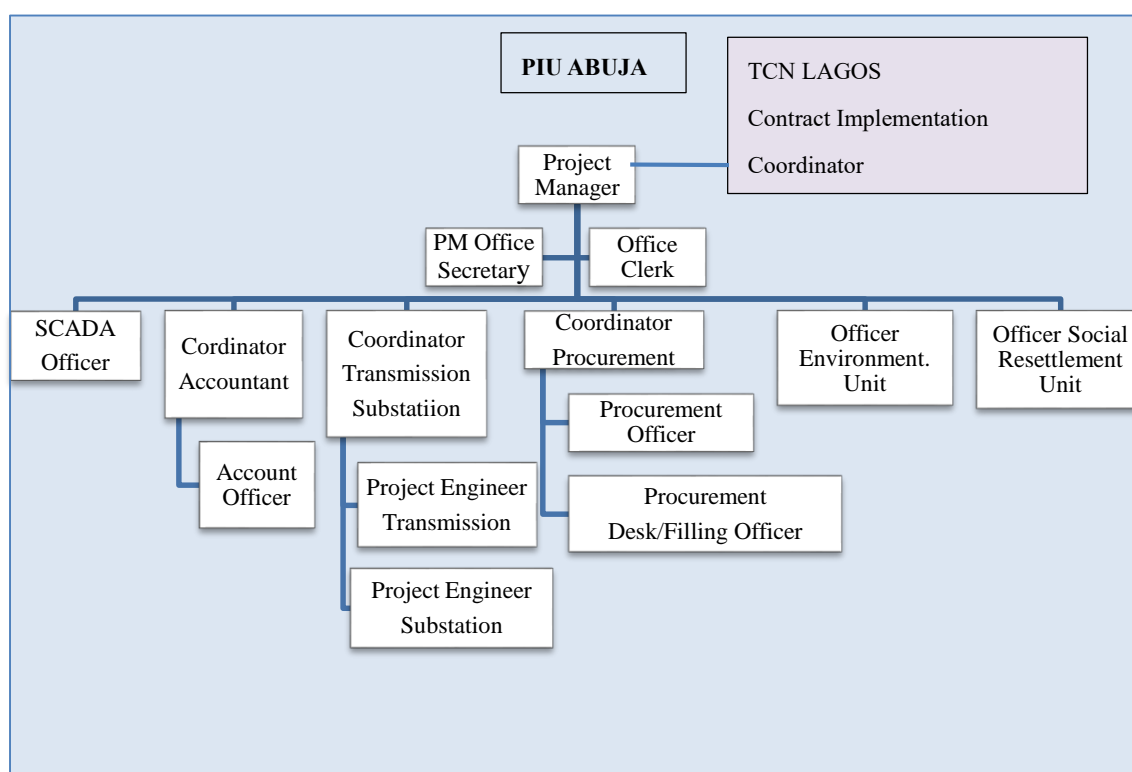 PIU ABUJA
TCN LAGOS
Contract Implementation
Coordinator
Project
Manager
PM Office
Secretary
Office
Clerk
SCADA
Officer
Cordinator
Accountant
Coordinator
Transmission
Substatiion
Coordinator
Procurement
Officer
Environment.
Unit
Officer Social
Resettlement
Unit
Account
Officer
Project Engineer
Transmission
Project Engineer
Substation
Procurement
Officer
Procurement
Desk/Filling Officer